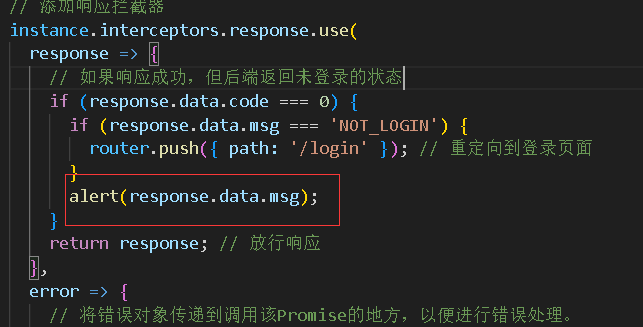 // 添加响应拦截器
instance.interceptors.response.use(
response => {
// 如果响应成功，但后端返回未登录的状态
if (response.data.code === 0) {
if (response.data.msg === 'NOT_LOGIN') {
router.push({ path: '/login' }); // 重定向到登录页面
}
alert(response.data.msg);
}
return response; // 放行响应
},
error => {
// 将错误对象传递到调用该Promise的地方，以便进行错误处理。